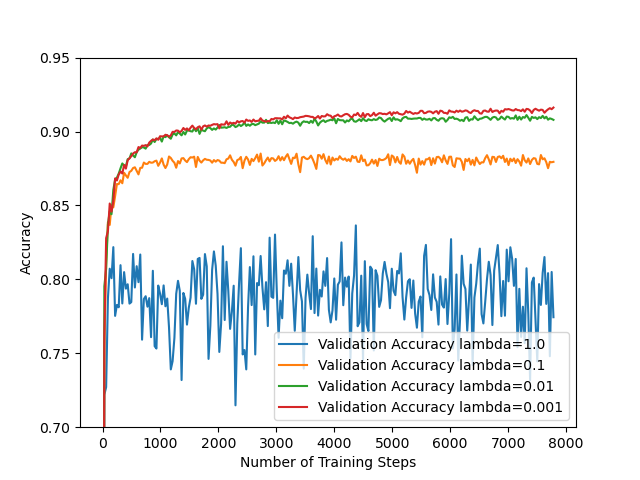 0.95
0.90
0.85
0.80
0.75
0.70
Accuracy
Validation Accuracy lambda=1.0
Validation Accuracy lambda=0.1
Validation Accuracy lambda=0.01
Validation Accuracy lambda=0.001
0 1000 2000 3000 4000 5000 6000 7000 8000
Number of Training Steps